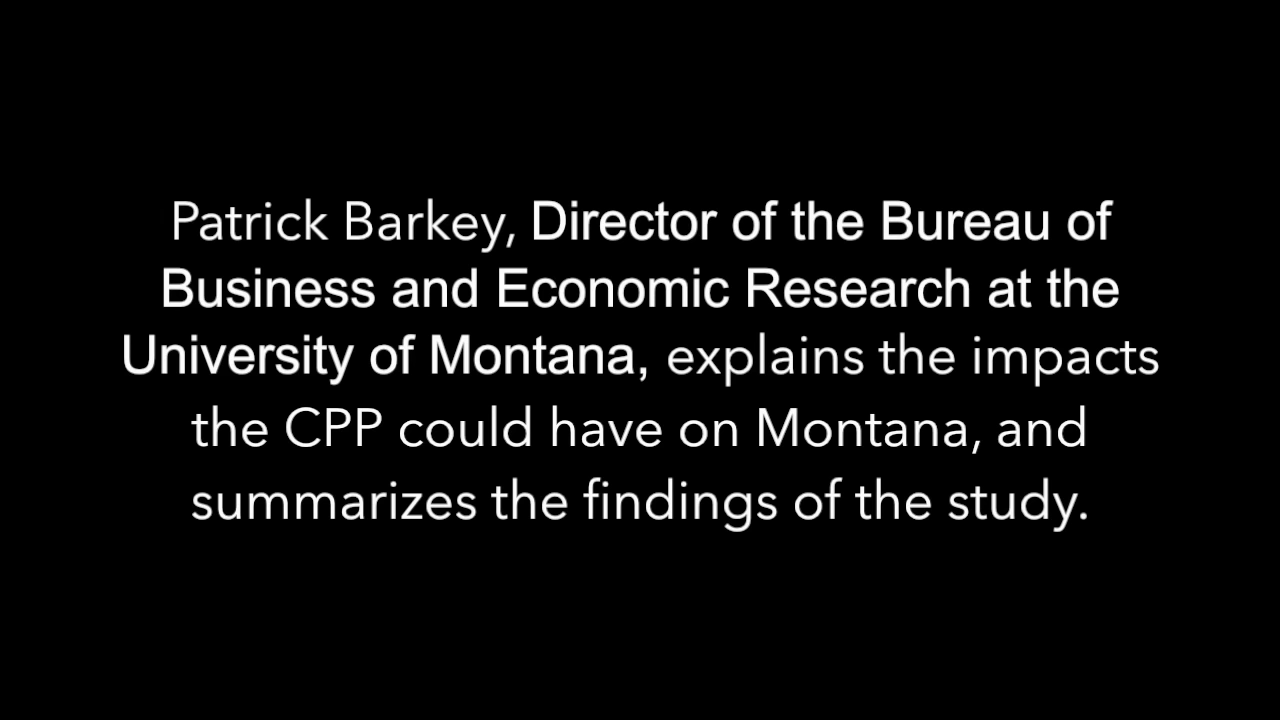 Patrick Barkey, Director of the Bureau of
Business and Economic Research at the
University of Montana, explains the impacts
the CPP could have on Montana, and
summarizes the findings of the study.